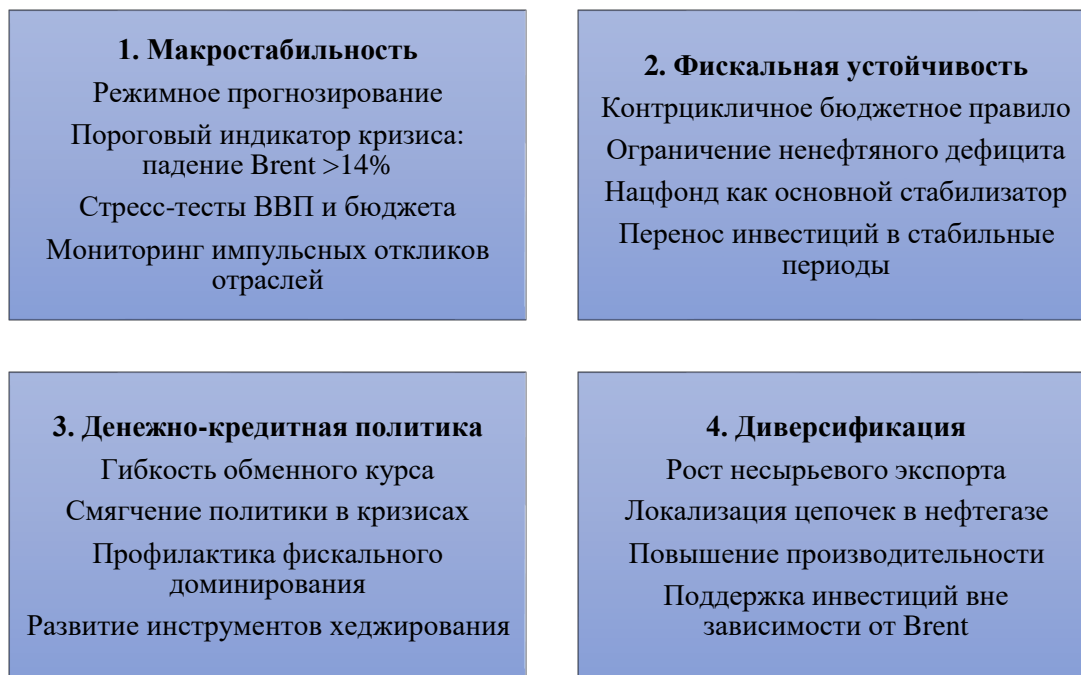 1. Макростабильность
Режимное прогнозирование
Пороговый индикатор кризиса:
падение Brent >14%
Стресс-тесты ВВП и бюджета
Мониторинг импульсных откликов
отраслей
2. Фискальная устойчивость
Контрцикличное бюджетное правило
Ограничение ненефтяного дефицита
Нацфонд как основной стабилизатор
Перенос инвестиций в стабильные
периоды
3. Денежно-кредитная политика
Гибкость обменного курса
Смягчение политики в кризисах
Профилактика фискального
доминирования
Развитие инструментов хеджирования
4. Диверсификация
Рост несырьевого экспорта
Локализация цепочек в нефтегазе
Повышение производительности
Поддержка инвестиций вне
зависимости от Brent